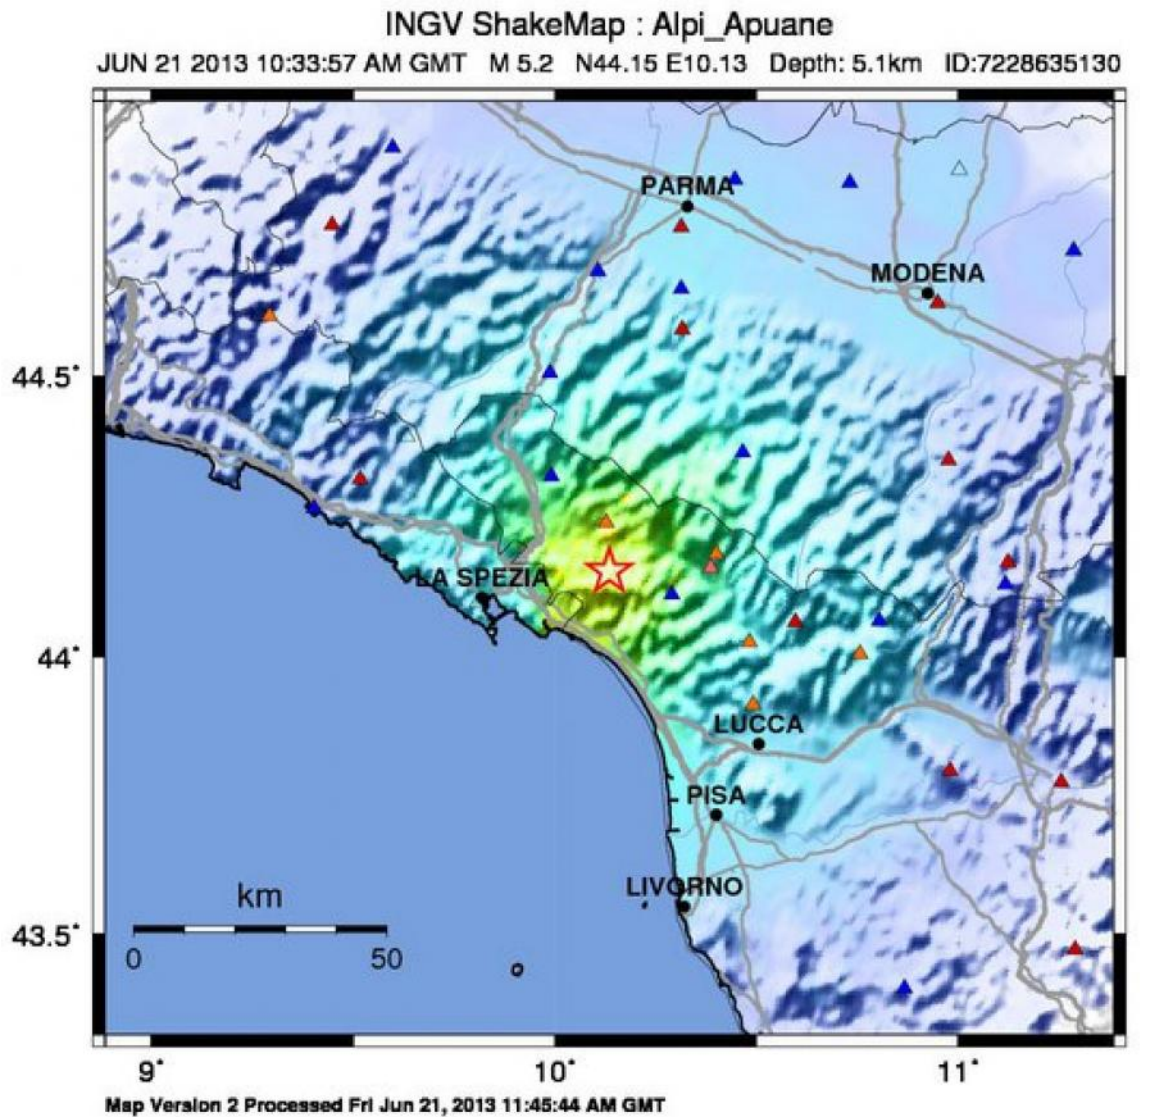 INGV ShakeMap : Alpi_Apuane
JUN 21 2013 10:33:57 AM GMT M 5.2 N44.15 E10.13 Depth: 5.1km ID:7228635130
PARMA
MODENA
44.5°
LA SPEZIA
44°
LUCCA
PISA
LIVORNO
km
43.5°
0 50
9° 10° 11°
Map Version 2 Processed Fri Jun 21, 2013 11:45:44 AM GMT